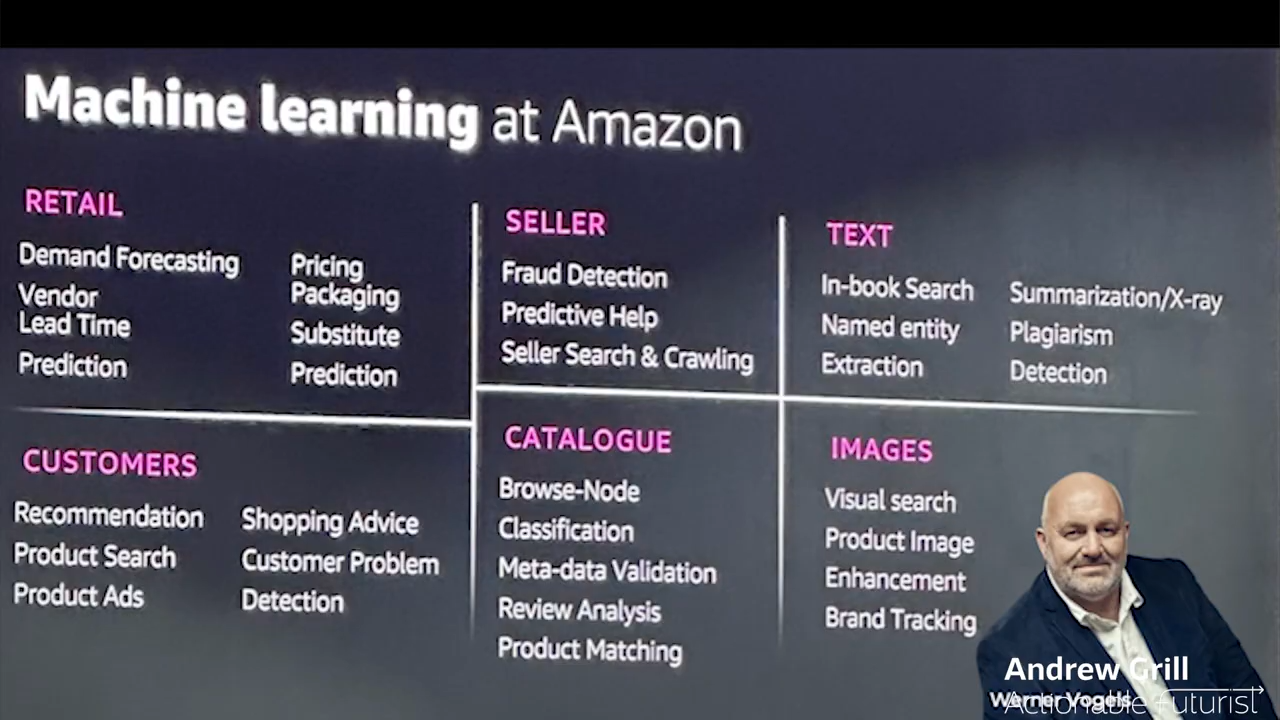 Machine learning at Amazon
RETAIL
Demand Forecasting
Vendor
Lead Time
Prediction
Pricing
Packaging
Substitute
Prediction
SELLER
Fraud Detection
Predictive Help
Seller Search & Crawling
TEXT
In-book Search
Named entity
Extraction
Summarization/X-ray
Plagiarism
Detection
CUSTOMERS
Recommendation
Product Search
Product Ads
Shopping Advice
Customer Problem
Detection
CATALOGUE
Browse-Node
Classification
Meta-data Validation
Review Analysis
Product Matching
IMAGES
Visual search
Product Image
Enhancement
Brand Tracking
Andrew Grill
Werner Vogels
Actionable Futurist